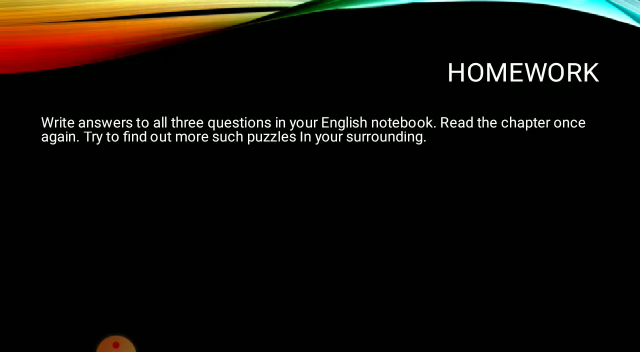 HOMEWORK
Write answers to all three questions in your English notebook. Read the chapter once
again. Try to find out more such puzzles In your surrounding.